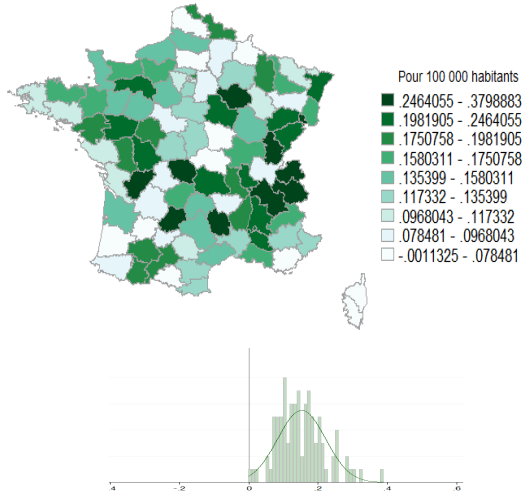 Pour 100 000 habitants
.2464055 - .3798883
.1981905 - .2464055
.1750758 - .1981905
.1580311 - .1750758
.135399 - .1580311
.117332 - .135399
.0968043 - .117332
.078481 - .0968043
-.0011325 - .078481
.4 -.2 0 .2 .4 .6